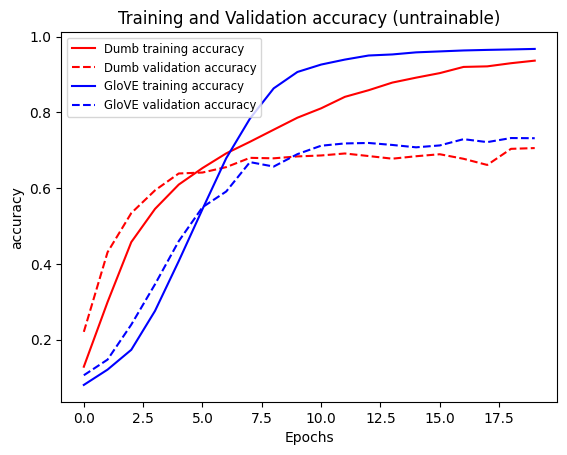 Training and Validation accuracy (untrainable)
Dumb training accuracy
Dumb validation accuracy
GloVE training accuracy
GloVE validation accuracy
accuracy
1.0
0.8
0.6
0.4
0.2
0.0 2.5 5.0 7.5 10.0 12.5 15.0 17.5
Epochs